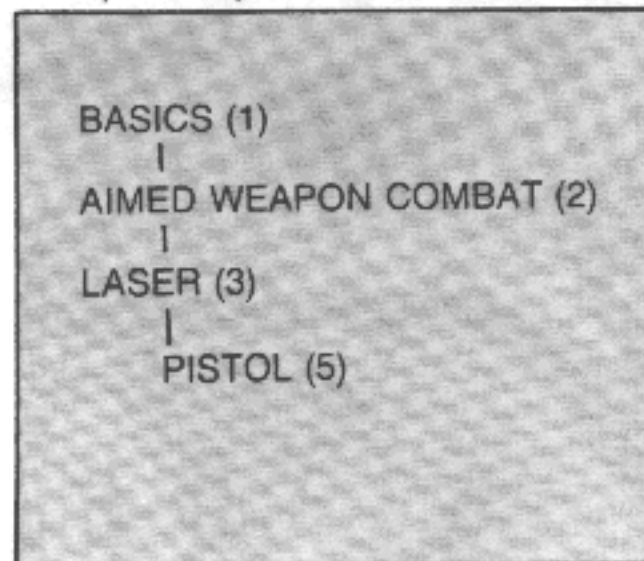 BASICS (1)
AIMED WEAPON COMBAT (2)
LASER (3)
PISTOL (5)